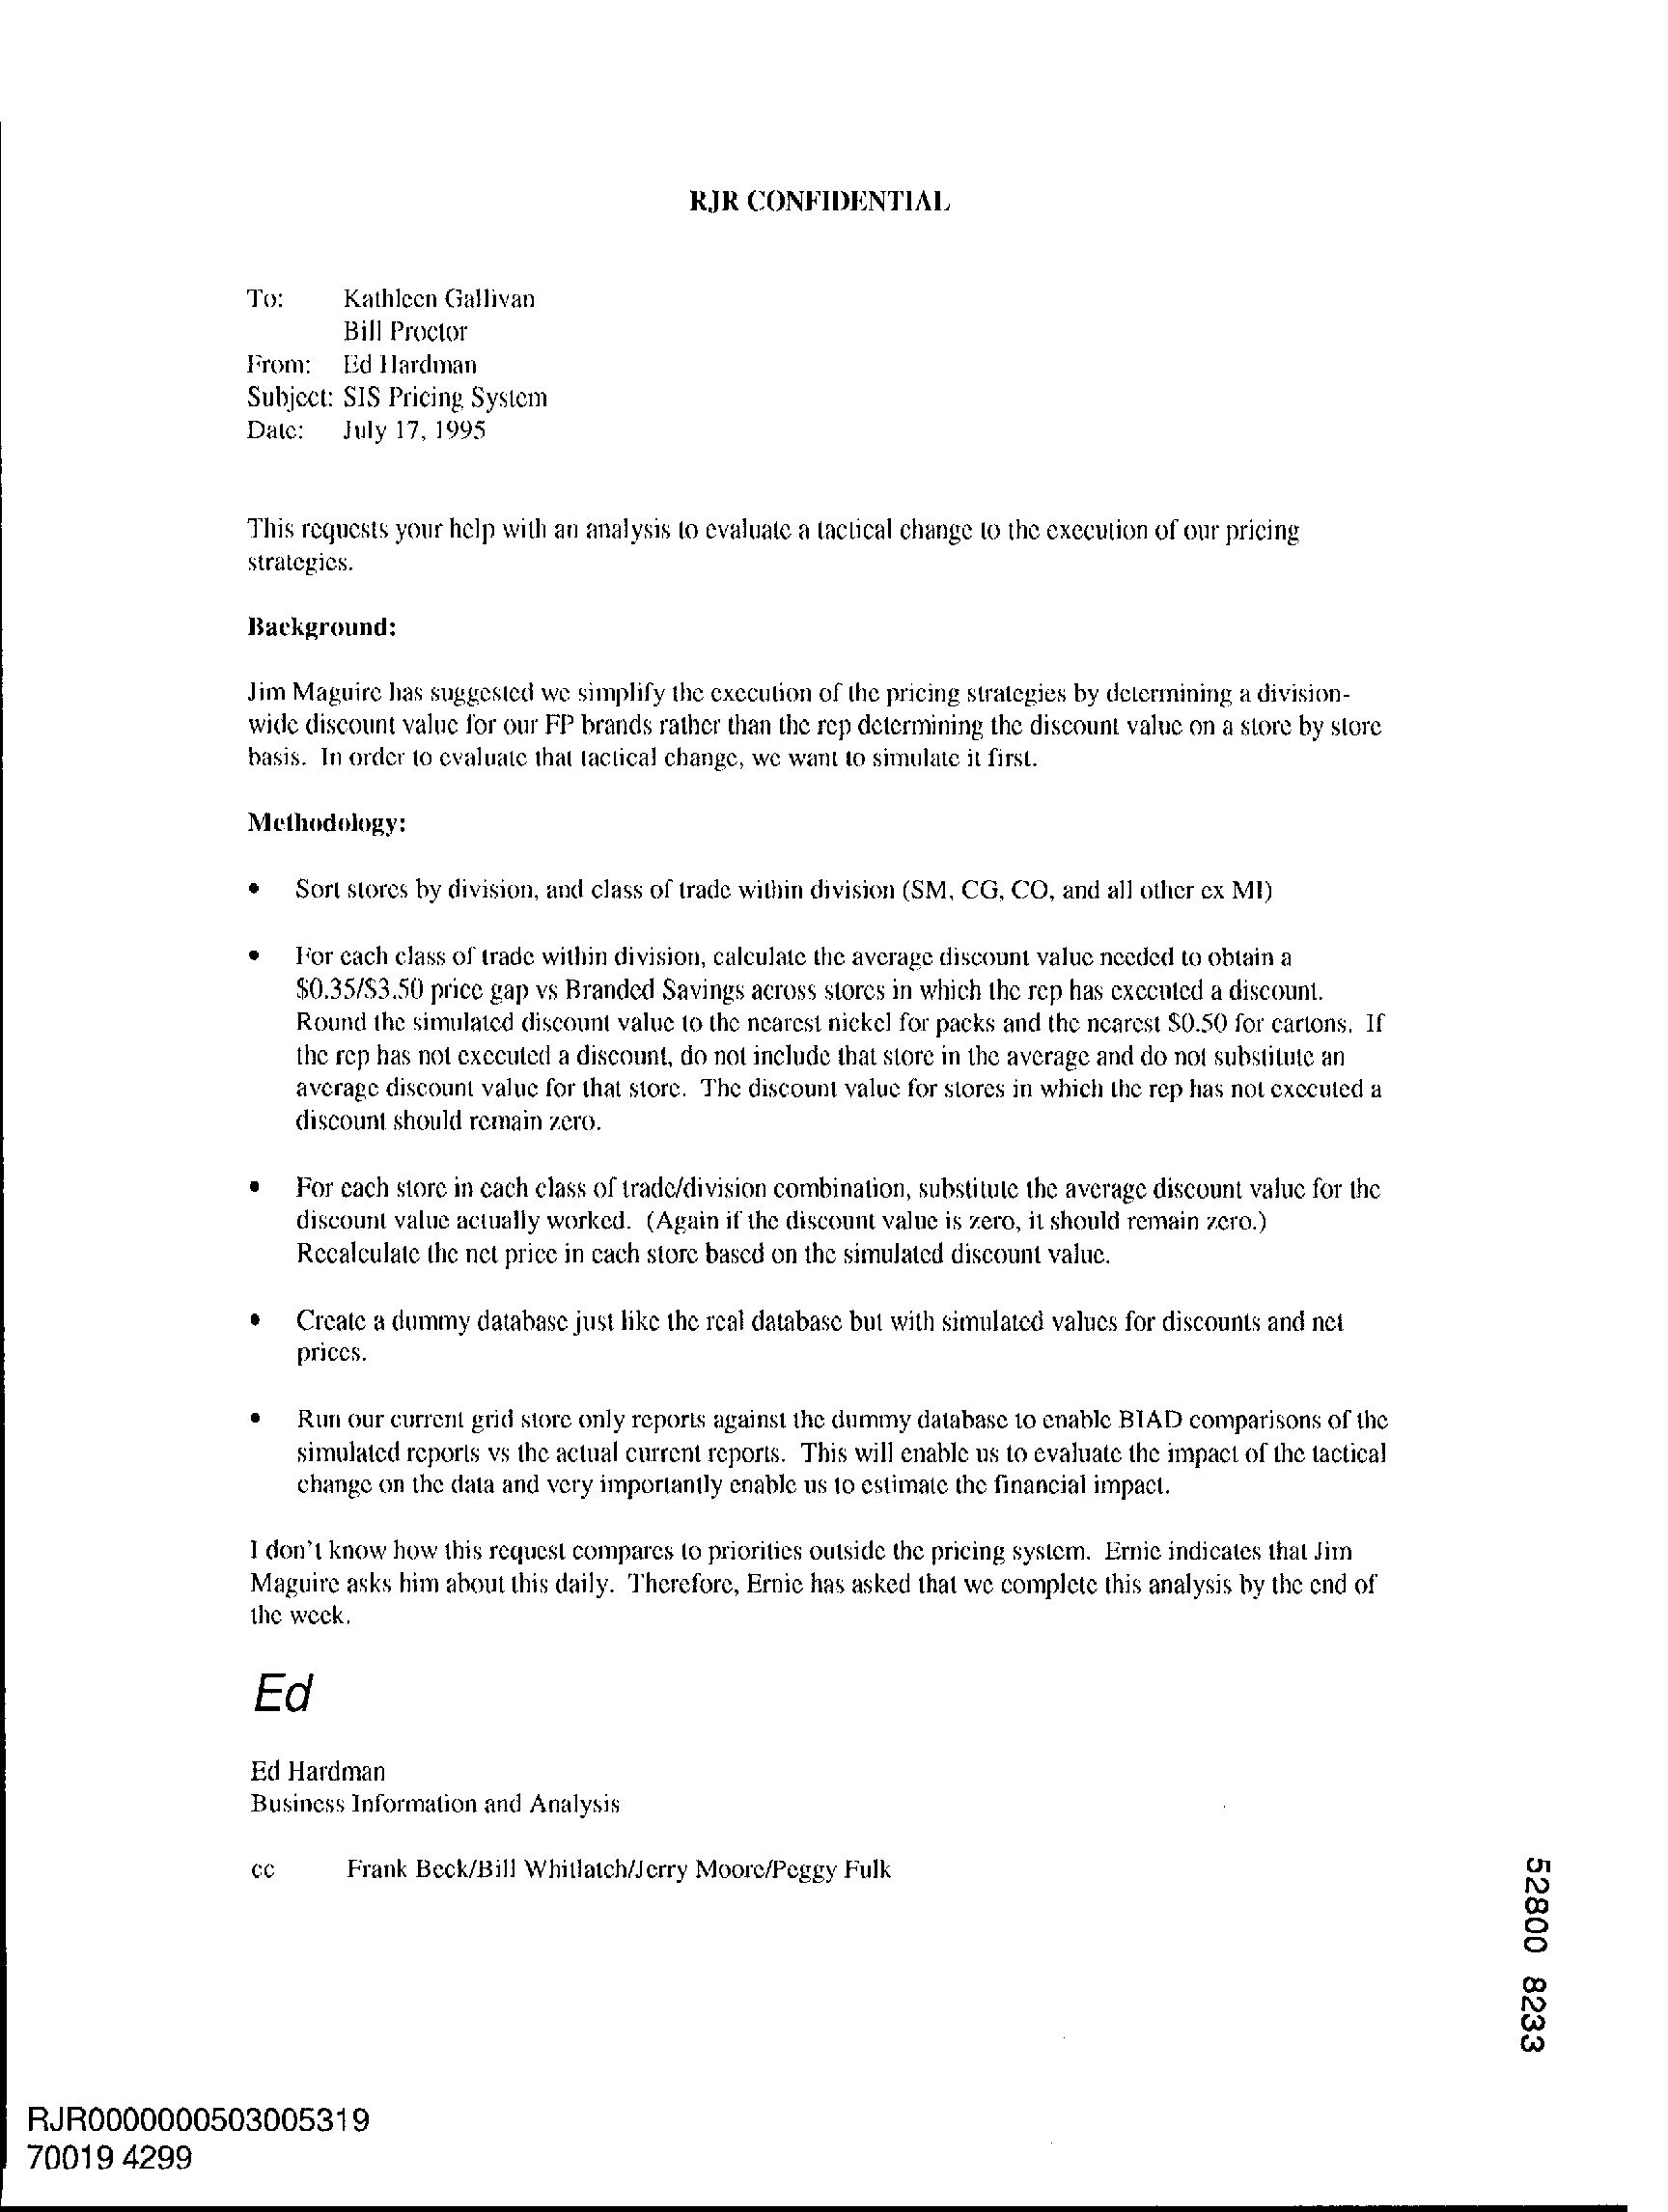 RJR CONFIDENTIAL
To: Kathleen Gallivan
Bill Proctor
From: Ed Hardman
Subject: SIS Pricing System
Date: July 17, 1995
This requests your help with an analysis to evaluate a tactical change to the execution of our pricing
strategies.
Background:
Jim Maguire has suggested we simplify the execution of the pricing strategies by determining a division-
wide discount value for our FP brands rather than the rep determining the discount value on a store by store
basis. In order to evaluate that tactical change, we want to simulate it first.
Methodology:
• Sort stores by division, and class of trade within division (SM, CG, CO, and all other ex MI)
• For each class of trade within division, calculate the average discount value needed to obtain a
$0.35/$3.50 price gap vs Branded Savings across stores in which the rep has executed a discount.
Round the simulated discount value to the nearest nickel for packs and the nearest $0.50 for cartons. If
the rep has not executed a discount, do not include that store in the average and do not substitute an
average discount value for that store. The discount value for stores in which the rep has not executed a
discount should remain zero.
• For each store in each class of trade/division combination, substitute the average discount value for the
discount value actually worked. (Again if the discount value is zero, it should remain zero.)
Recalculate the net price in each store based on the simulated discount value.
• Create a dummy database just like the real database but with simulated values for discounts and net
prices.
• Run our current grid store only reports against the dummy database to enable BIAD comparisons of the
simulated reports vs the actual current reports. This will enable us to evaluate the impact of the tactical
change on the data and very importantly enable us to estimate the financial impact.
I don't know how this request compares to priorities outside the pricing system. Ernie indicates that Jim
Maguire asks him about this daily. Therefore, Ernie has asked that we complete this analysis by the end of
the week.
Ed
Ed Hardman
Business Information and Analysis
cc Frank Beck/Bill Whitlatch/Jerry Moore/Peggy Fulk
52800 8233
RJR0000000503005319
70019 4299